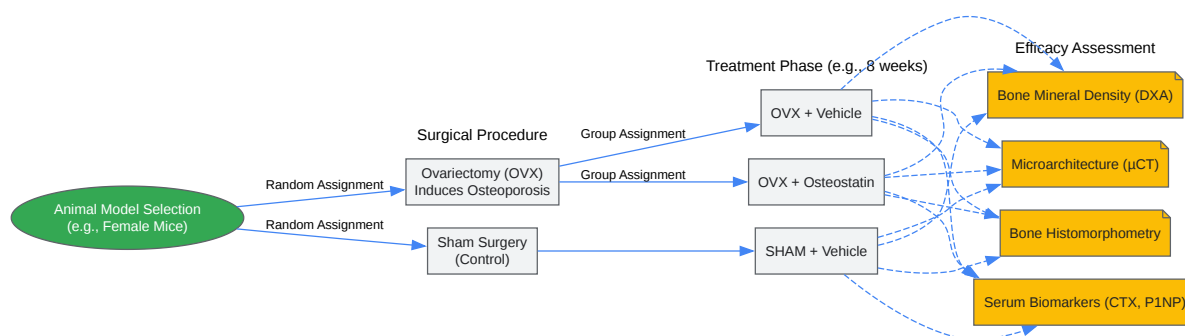 Animal Model Selection
(e.g., Female Mice)
Random Assignment
Random Assignment
Surgical Procedure
Ovariectomy (OVX)
Induces Osteoporosis
Sham Surgery
(Control)
Group Assignment
Group Assignment
Treatment Phase (e.g., 8 weeks)
OVX + Vehicle
OVX + Osteostatin
SHAM + Vehicle
Efficacy Assessment
Bone Mineral Density (DXA)
Microarchitecture (µCT)
Bone Histomorphometry
Serum Biomarkers (CTX, P1NP)